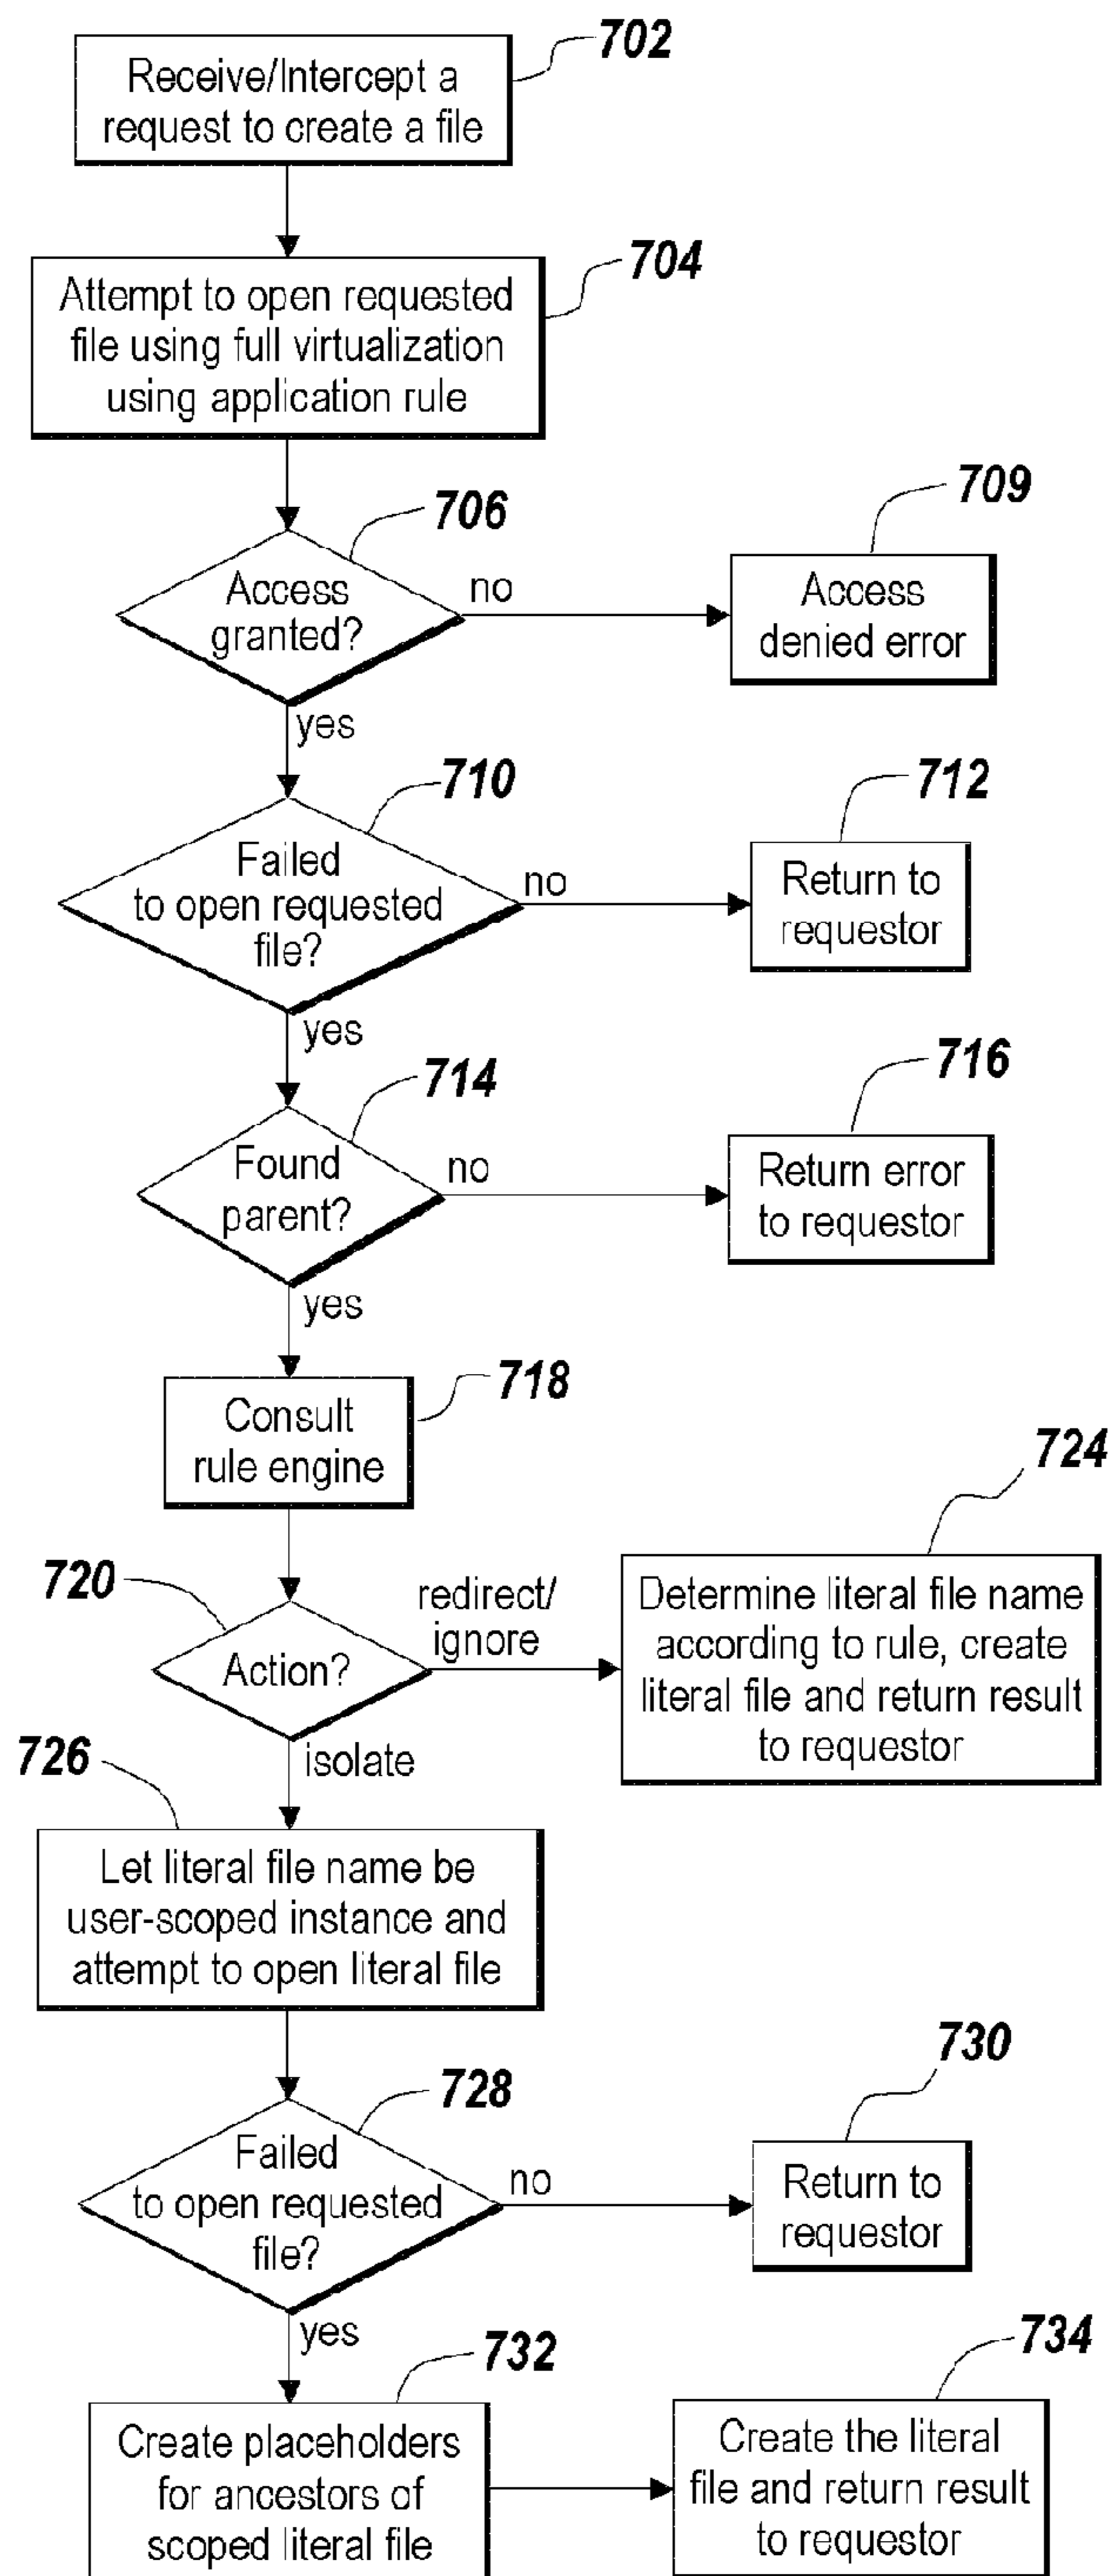 702
Receive/Intercept a
request to create a file
704
Attempt to open requested
file using full virtualization
using application rule
706
709
Access
granted?
no
Access
denied error
yes
710
712
Failed
to open requested
file?
no
Return to
requestor
yes
714
716
Found
parent?
no
Return error
to requestor
yes
718
Consult
rule engine
724
720
Action?
redirect/
ignore
Determine literal file name
according to rule, create
literal file and return result
to requestor
726
isolate
Let literal file name be
user-scoped instance and
attempt to open literal file
730
728
Failed
to open requested
file?
no
Return to
requestor
yes
732
734
Create placeholders
for ancestors of
scoped literal file
Create the literal
file and return result
to requestor